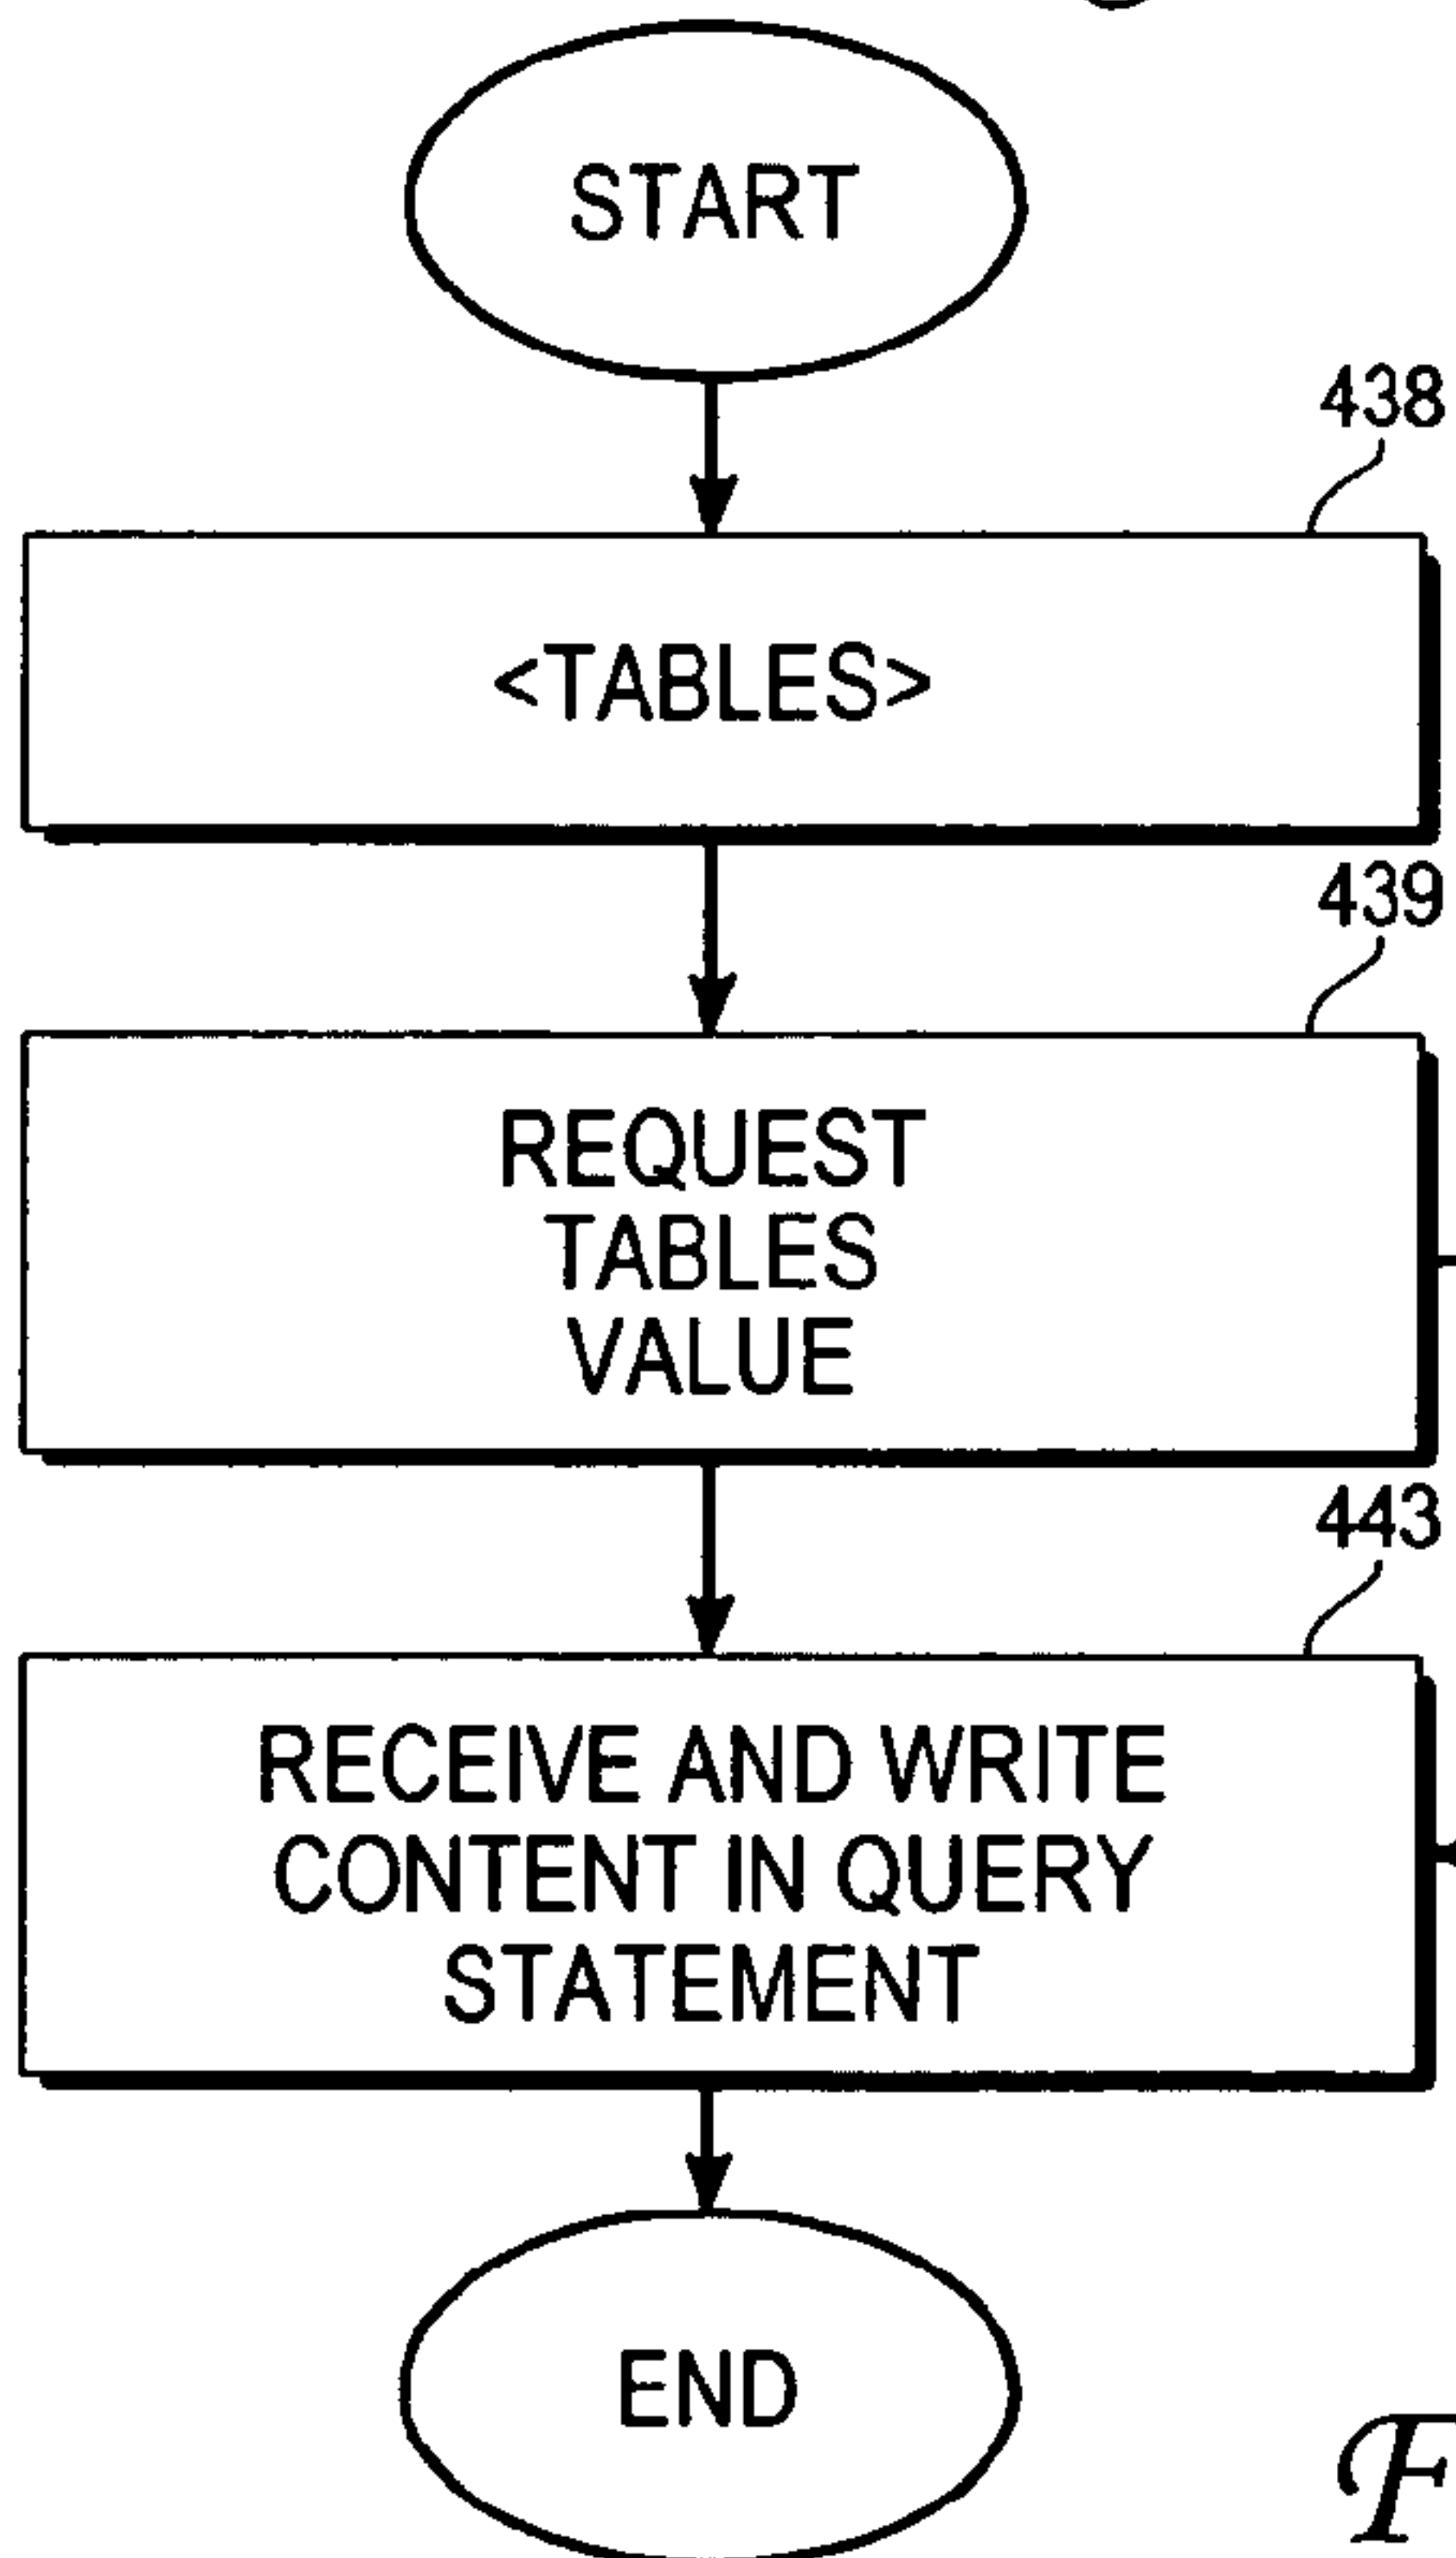 START
438
<TABLES>
439
REQUEST
TABLES
VALUE
443
RECEIVE AND WRITE
CONTENT IN QUERY
STATEMENT
END
F